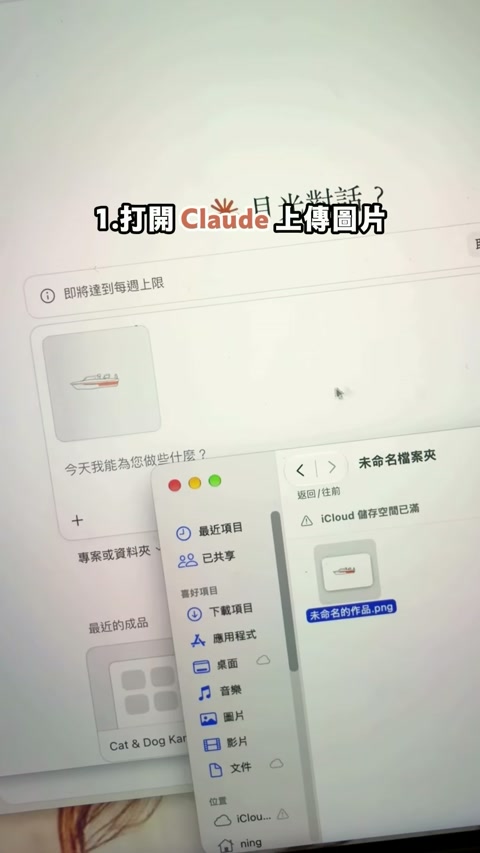 月光對話？
1.打開 Claude 上傳圖片
即將達到每週上限
今天我能為您做些什麼？
+
專案或資料夾
最近的成品
Cat & Dog Kar
未命名檔案夾
返回/往前
iCloud 儲存空間已滿
未命名的作品.png
最近項目
已共享
喜好項目
下載項目
應用程式
桌面
音樂
圖片
影片
文件
位置
iClou...
ning